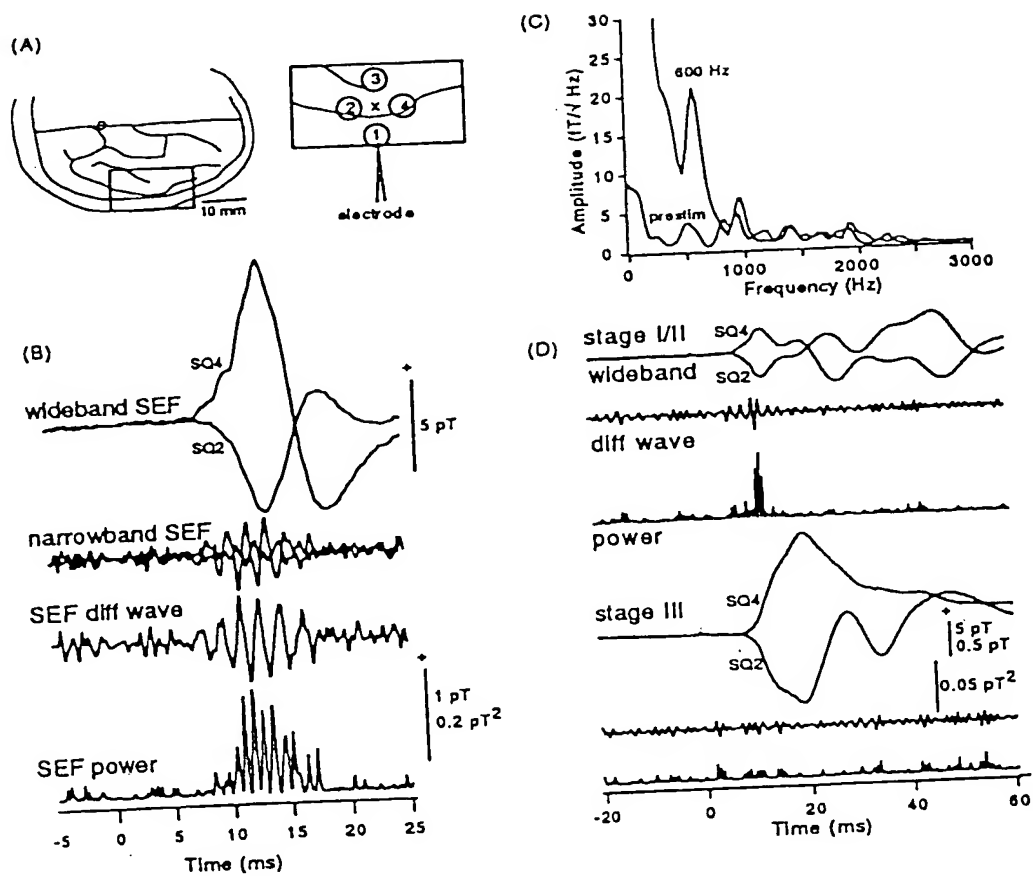 (A)
3
2 x 4
1
electrode
10 mm
(B)
SQ4
wideband SEF
SQ2
+
5 pT
narrowband SEF
SEF diff wave
+
1 pT
0.2 pT²
SEF power
-5 0 5 10 15 20 25
Time (ms)
(C)
30
25
20
15
10
5
0
Amplitude (fT/√Hz)
600 Hz
prestim
0 1000 2000 3000
Frequency (Hz)
(D)
stage I/II
SQ4
wideband
SQ2
diff wave
power
SQ4
stage III
SQ2
+
5 pT
0.5 pT
0.05 pT²
-20 0 20 40 60
Time (ms)